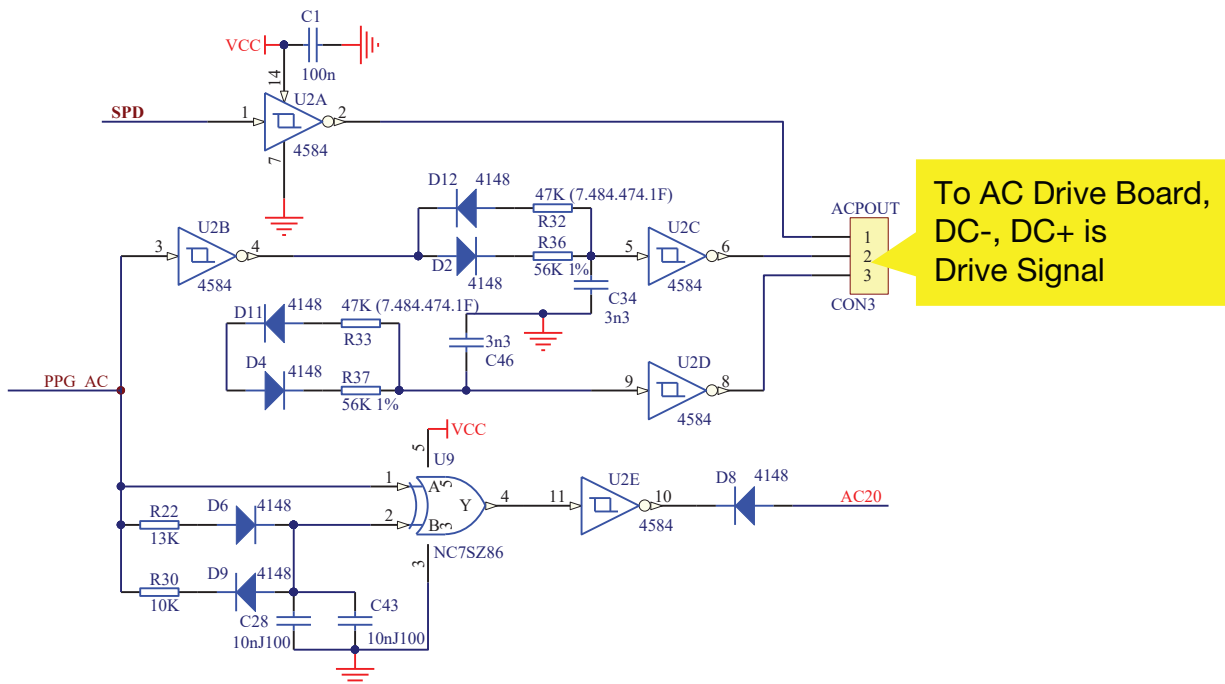 C1
VCC
100n
14
U2A
SPD
1
2
4584
7
D12
4148
47K (7.484.474.1F)
R32
ACPOUT
To AC Drive Board,
DC-, DC+ is
Drive Signal
U2B
3
4
4584
R36
5
U2C
6
1
2
3
D2
4148
56K 1%
C34
3n3
4584
CON3
D11
4148
47K (7.484.474.1F)
R33
3n3
C46
D4
4148
U2D
PPG_AC
R37
56K 1%
9
8
4584
VCC
5
U9
1
A
5
U2E
D8
4148
Y
4
11
10
AC20
R22
D6
4148
2
B
3
4584
13K
NC7SZ86
3
R30
D9
4148
10K
C28
C43
10nJ100
10nJ100